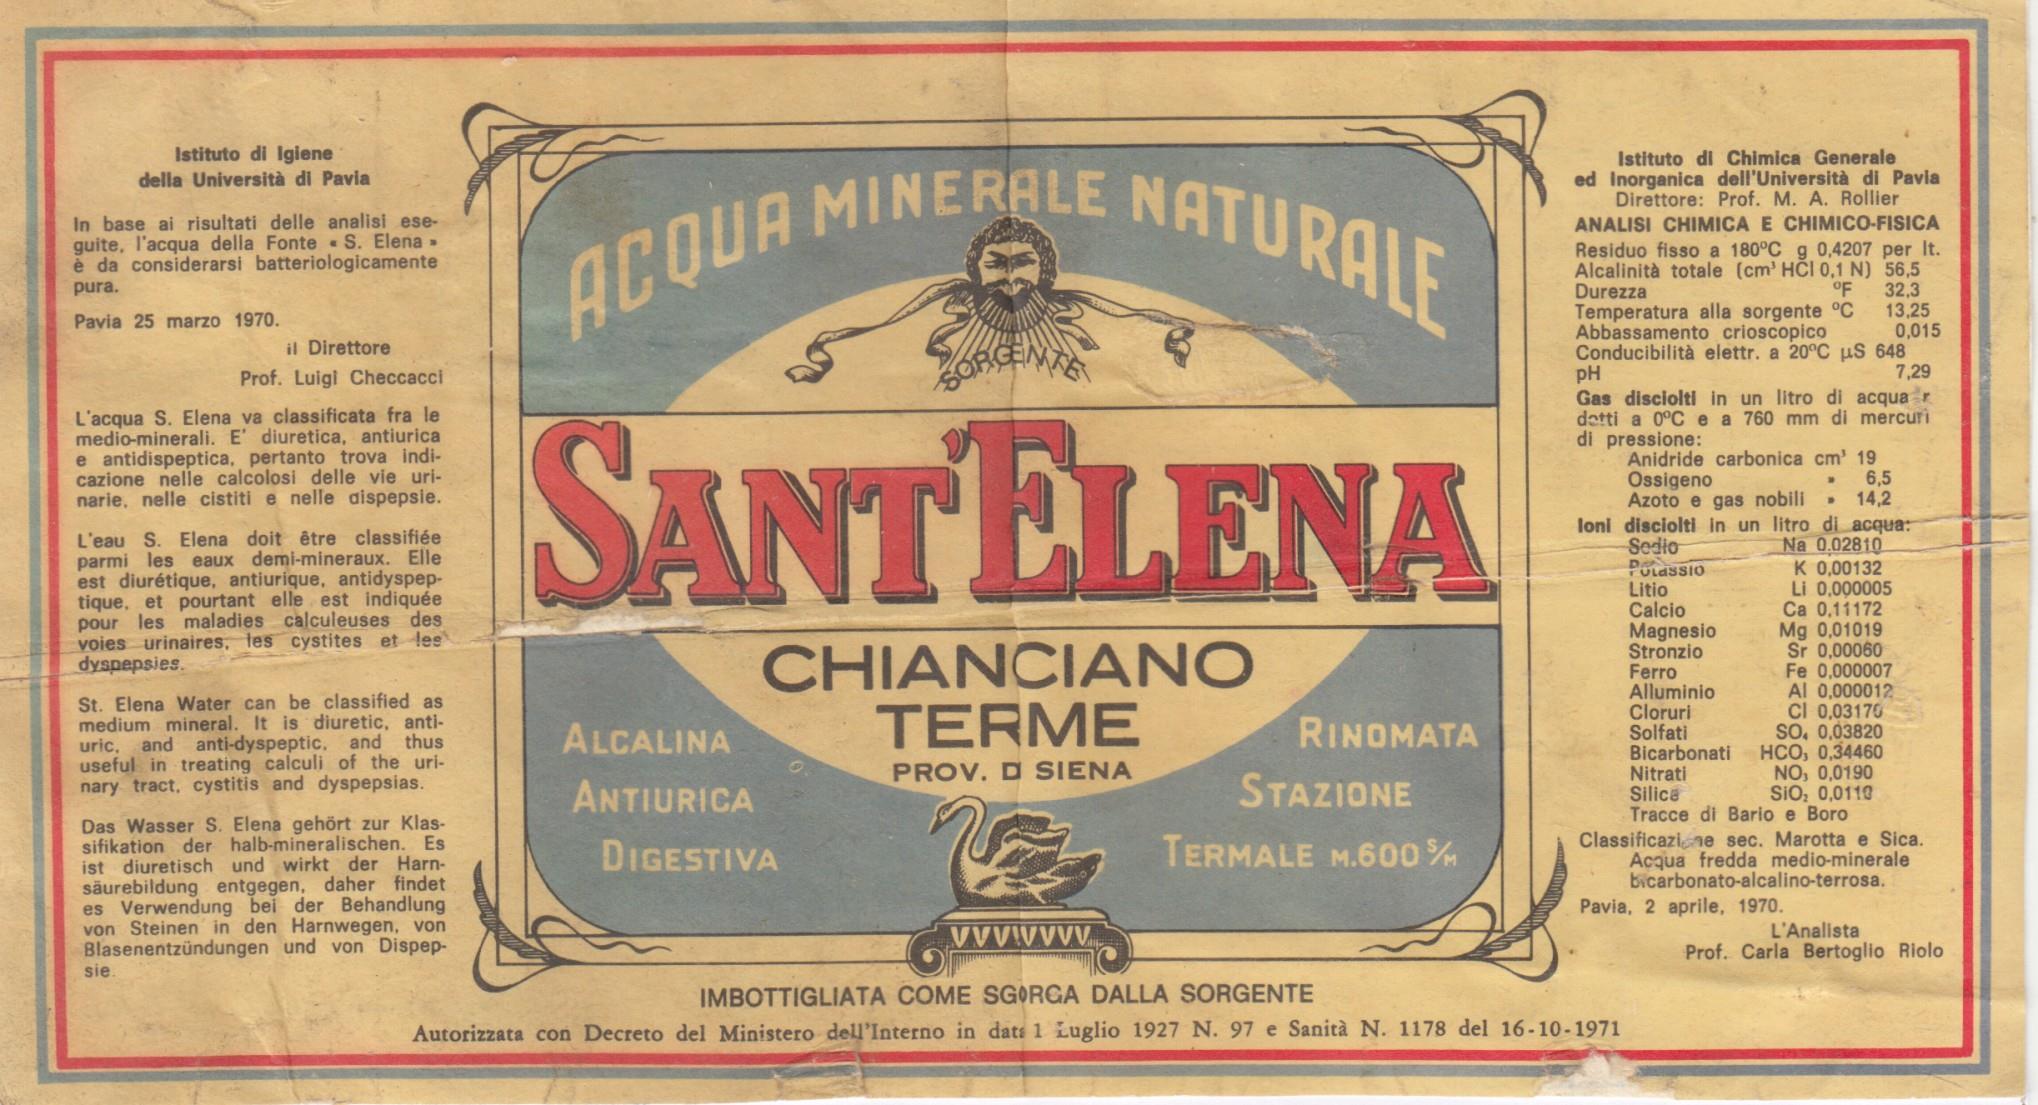 Istituto di Igiene
della Università di Pavia
In base ai risultati delle analisi ese-
guite, l'acqua della Fonte « S. Elena »
è da considerarsi batteriologicamente
pura.
Pavia 25 marzo 1970.
il Direttore
Prof. Luigi Checcacci
L'acqua S. Elena va classificata fra le
medio-minerali. E' diuretica, antiurica
e antidispeptica, pertanto trova indi-
cazione nelle calcolosi delle vie uri-
narie, nelle cistiti e nelle dispepsie.
L'eau S. Elena doit être classifiée
parmi les eaux demi-mineraux. Elle
est diurétique, antiurique, antidyspep-
tique, et pourtant elle est indiquée
pour les maladies calculeuses des
voies urinaires, les cystites et les
dyspepsies.
St. Elena Water can be classified as
medium mineral. It is diuretic, anti-
uric, and anti-dyspeptic, and thus
useful in treating calculi of the uri-
nary tract, cystitis and dyspepsias.
Das Wasser S. Elena gehört zur Klas-
sifikation der halb-mineralischen. Es
ist diuretisch und wirkt der Harn-
säurebildung entgegen, daher findet
es Verwendung bei der Behandlung
von Steinen in den Harnwegen, von
Blasenentzündungen und von Dispep-
sie.
ACQUA MINERALE NATURALE
SORGENTE
SANT'ELENA
CHIANCIANO
TERME
PROV. D SIENA
ALCALINA
ANTIURICA
DIGESTIVA
RINOMATA
STAZIONE
TERMALE M.600 S/M
IMBOTTIGLIATA COME SGORGA DALLA SORGENTE
Autorizzata con Decreto del Ministero dell'Interno in data 1 Luglio 1927 N. 97 e Sanità N. 1178 del 16-10-1971
Istituto di Chimica Generale
ed Inorganica dell'Università di Pavia
Direttore: Prof. M. A. Rollier
ANALISI CHIMICA E CHIMICO-FISICA
Residuo fisso a 180°C g 0,4207 per lt.
Alcalinità totale (cm³ HCl 0,1 N) 56,5
Durezza °F 32,3
Temperatura alla sorgente °C 13,25
Abbassamento crioscopico 0,015
Conducibilità elettr. a 20°C µS 648
pH 7,29
Gas disciolti in un litro di acqua r
dotti a 0°C e a 760 mm di mercuri
di pressione:
Anidride carbonica cm³ 19
Ossigeno » 6,5
Azoto e gas nobili » 14,2
Ioni disciolti in un litro di acqua:
Sodio Na 0,02810
Potassio K 0,00132
Litio Li 0,000005
Calcio Ca 0,11172
Magnesio Mg 0,01019
Stronzio Sr 0,00060
Ferro Fe 0,000007
Alluminio Al 0,000012
Cloruri Cl 0,03170
Solfati SO₄ 0,03820
Bicarbonati HCO₃ 0,34460
Nitrati NO₃ 0,0190
Silice SiO₂ 0,0110
Tracce di Bario e Boro
Classificazione sec. Marotta e Sica.
Acqua fredda medio-minerale
bicarbonato-alcalino-terrosa.
Pavia, 2 aprile, 1970.
L'Analista
Prof. Carla Bertoglio Riolo